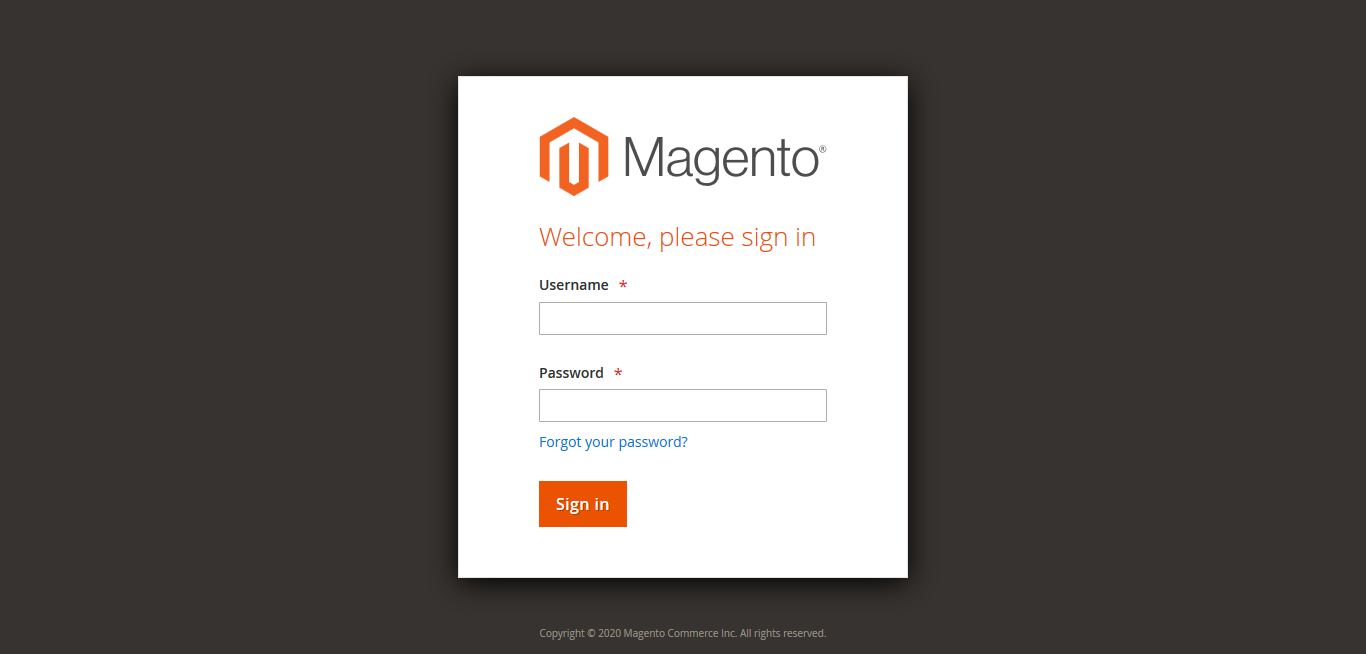 Magento®
Welcome, please sign in
Username *
Password *
Forgot your password?
Sign in
Copyright © 2020 Magento Commerce Inc. All rights reserved.